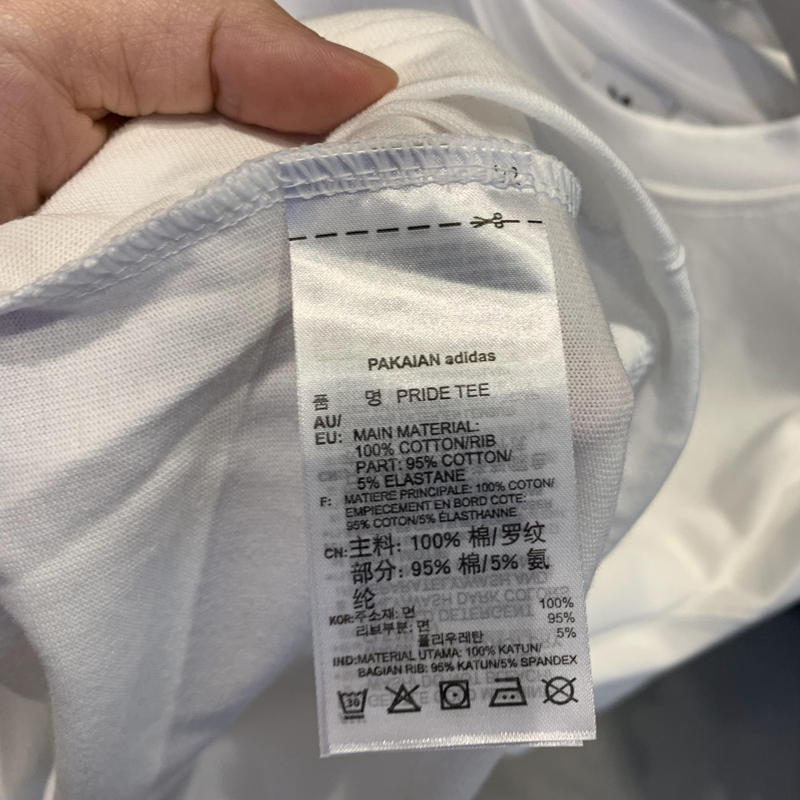 PAKAIAN adidas
품 명 PRIDE TEE
AU/
EU: MAIN MATERIAL:
100% COTTON/RIB
PART: 95% COTTON/
5% ELASTANE
F: MATIERE PRINCIPALE: 100% COTON/
EMPIECEMENT EN BORD COTE:
95% COTON/5% ÉLASTHANNE
CN: 主料: 100% 棉/罗纹
部分: 95% 棉/5% 氨
纶
KOR: 주소재: 면 100%
리브부분: 면 95%
폴리우레탄 5%
IND: MATERIAL UTAMA: 100% KATUN/
BAGIAN RIB: 95% KATUN/5% SPANDEX
30